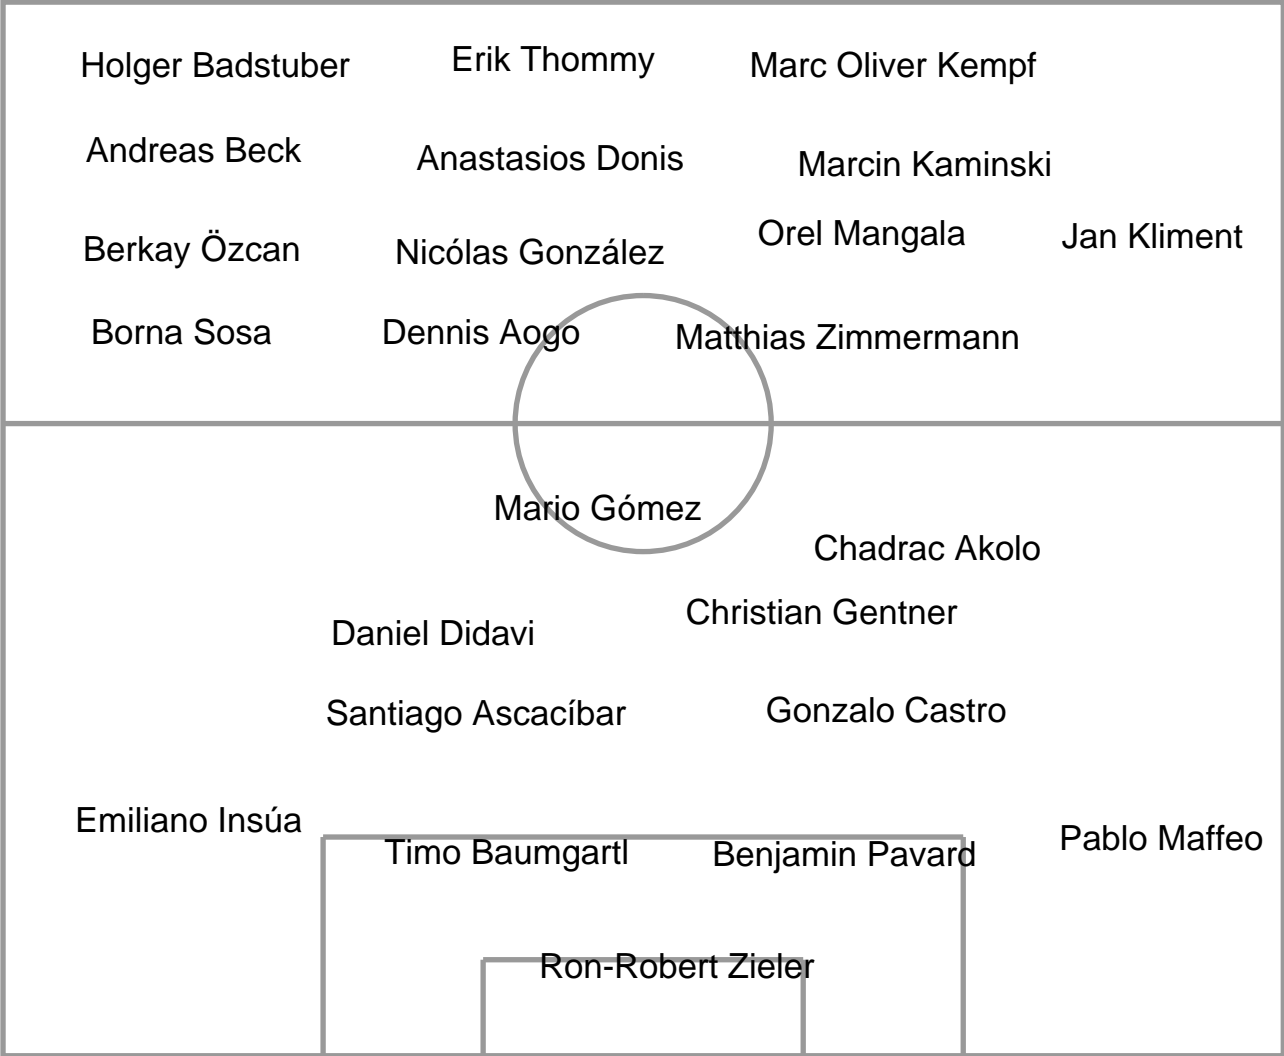 Holger Badstuber
Erik Thommy
Marc Oliver Kempf
Andreas Beck
Anastasios Donis
Marcin Kaminski
Berkay Özcan
Nicólas González
Orel Mangala
Jan Kliment
Borna Sosa
Dennis Aogo
Matthias Zimmermann
Mario Gómez
Chadrac Akolo
Christian Gentner
Daniel Didavi
Santiago Ascacíbar
Gonzalo Castro
Emiliano Insúa
Timo Baumgartl
Benjamin Pavard
Pablo Maffeo
Ron-Robert Zieler